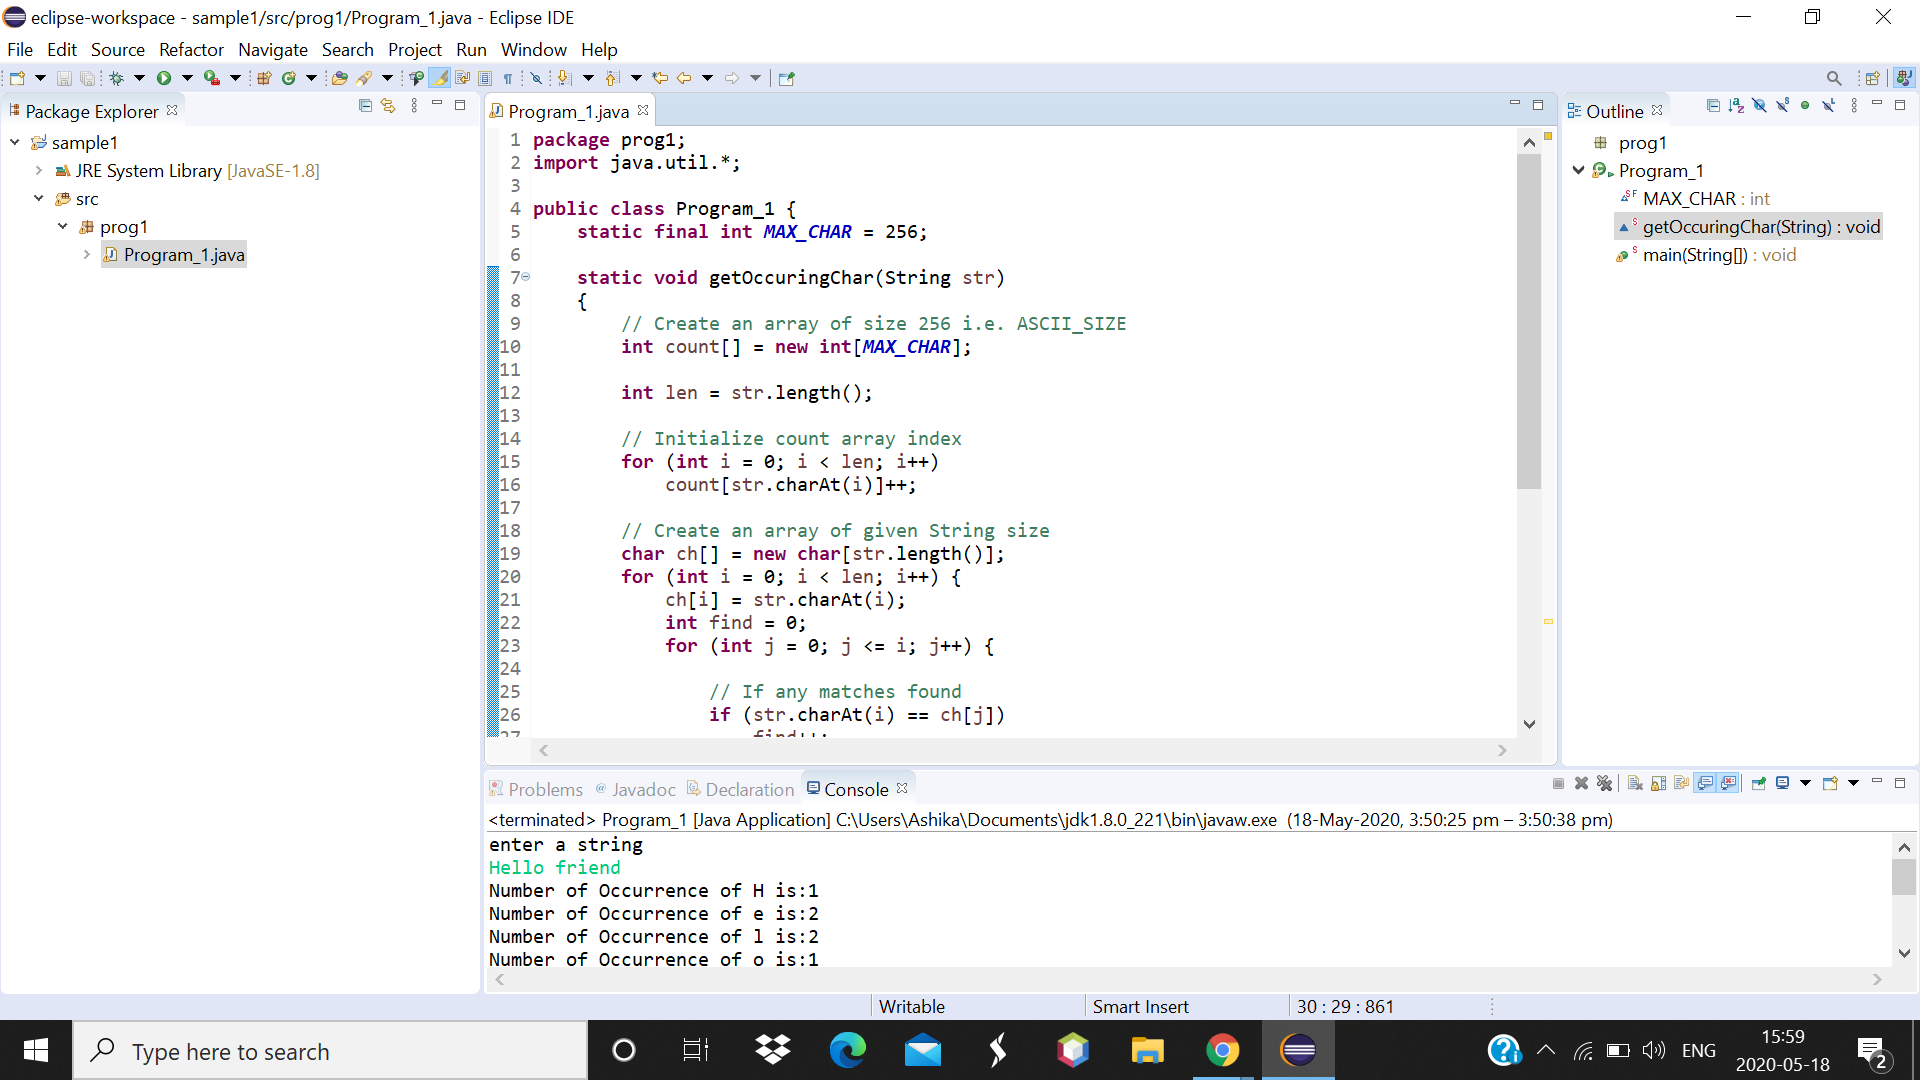 eclipse-workspace - sample1/src/prog1/Program_1.java - Eclipse IDE
File Edit Source Refactor Navigate Search Project Run Window Help
Package Explorer
sample1
JRE System Library [JavaSE-1.8]
src
prog1
Program_1.java
Program_1.java
1 package prog1;
2 import java.util.*;
3
4 public class Program_1 {
5     static final int MAX_CHAR = 256;
6
7     static void getOccuringChar(String str)
8     {
9         // Create an array of size 256 i.e. ASCII_SIZE
10         int count[] = new int[MAX_CHAR];
11
12         int len = str.length();
13
14         // Initialize count array index
15         for (int i = 0; i < len; i++)
16             count[str.charAt(i)]++;
17
18         // Create an array of given String size
19         char ch[] = new char[str.length()];
20         for (int i = 0; i < len; i++) {
21             ch[i] = str.charAt(i);
22             int find = 0;
23             for (int j = 0; j <= i; j++) {
24
25                 // If any matches found
26                 if (str.charAt(i) == ch[j])
27                     find++;
Outline
prog1
Program_1
MAX_CHAR : int
getOccuringChar(String) : void
main(String[]) : void
Problems @ Javadoc Declaration Console
<terminated> Program_1 [Java Application] C:\Users\Ashika\Documents\jdk1.8.0_221\bin\javaw.exe (18-May-2020, 3:50:25 pm – 3:50:38 pm)
enter a string
Hello friend
Number of Occurrence of H is:1
Number of Occurrence of e is:2
Number of Occurrence of l is:2
Number of Occurrence of o is:1
Writable Smart Insert 30 : 29 : 861
Type here to search
ENG
15:59
2020-05-18
2